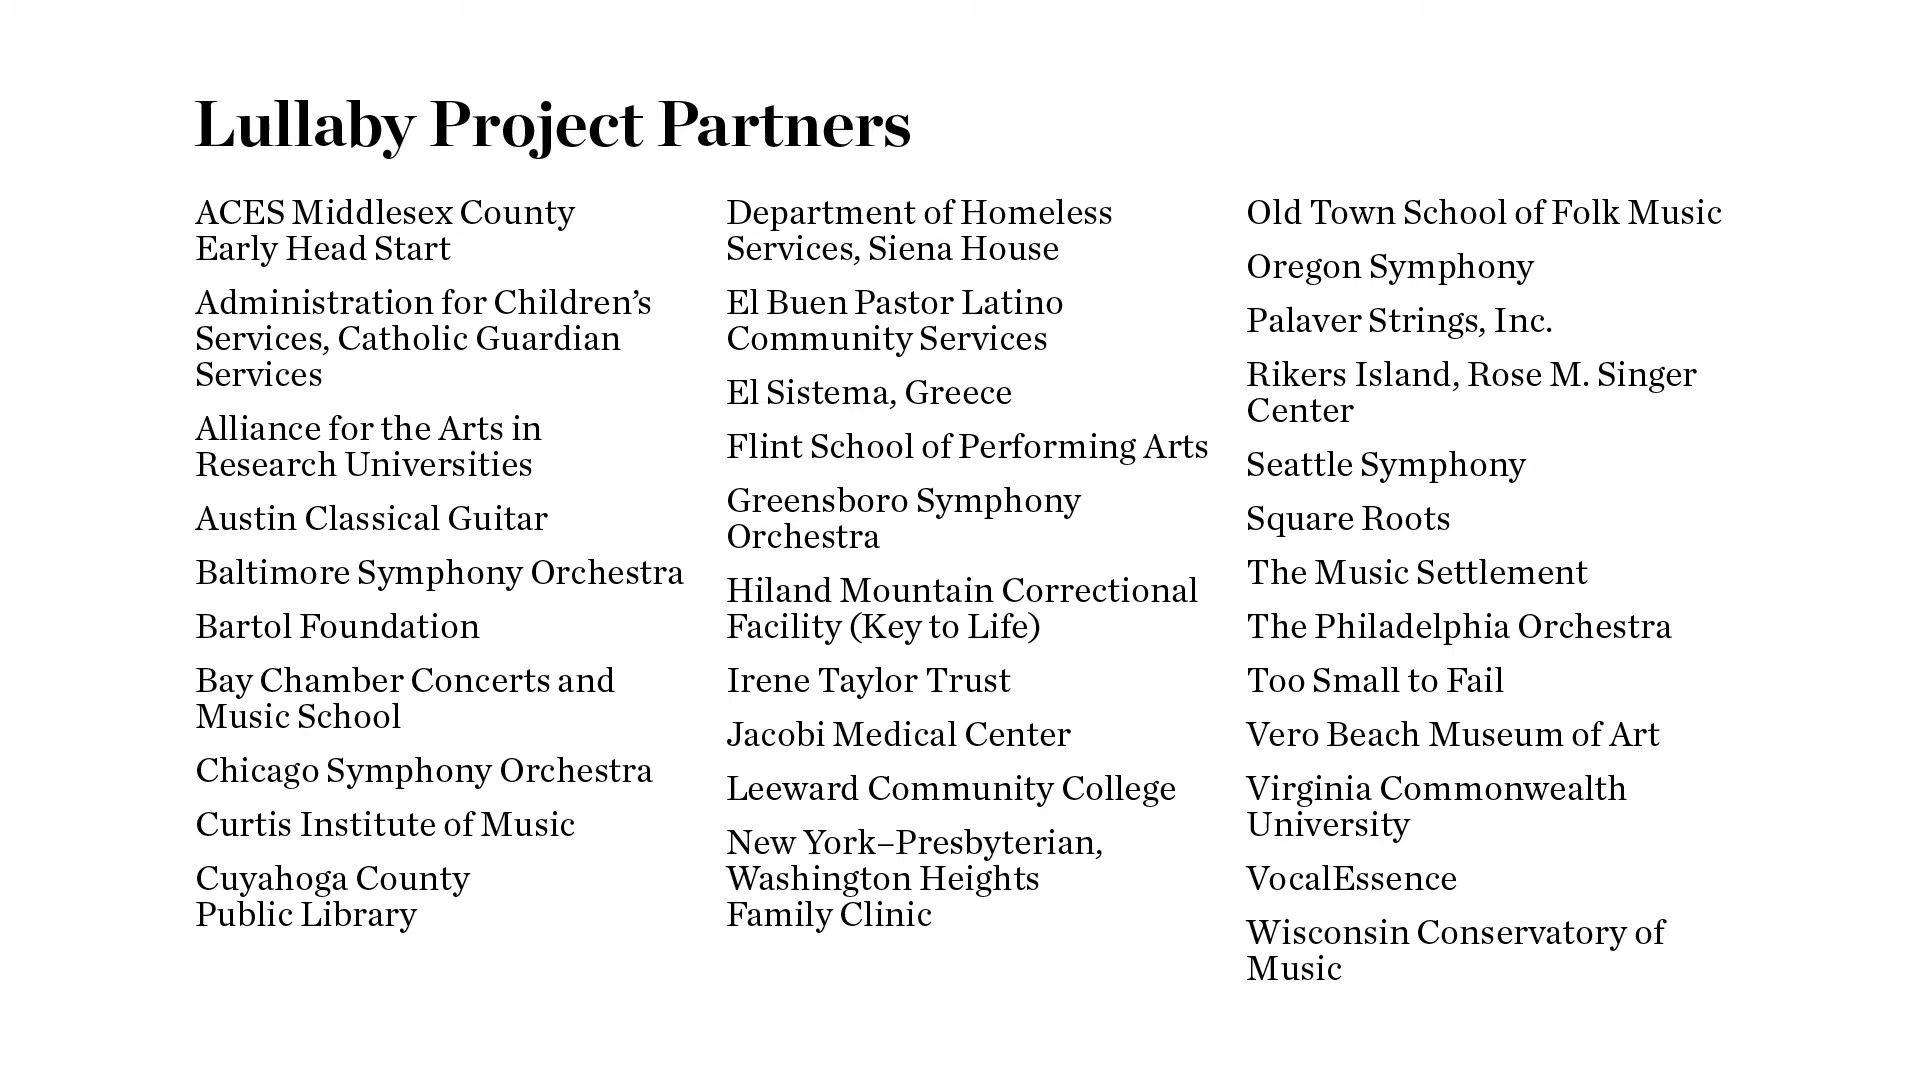 Lullaby Project Partners
ACES Middlesex County
Early Head Start
Administration for Children’s
Services, Catholic Guardian
Services
Alliance for the Arts in
Research Universities
Austin Classical Guitar
Baltimore Symphony Orchestra
Bartol Foundation
Bay Chamber Concerts and
Music School
Chicago Symphony Orchestra
Curtis Institute of Music
Cuyahoga County
Public Library
Department of Homeless
Services, Siena House
El Buen Pastor Latino
Community Services
El Sistema, Greece
Flint School of Performing Arts
Greensboro Symphony
Orchestra
Hiland Mountain Correctional
Facility (Key to Life)
Irene Taylor Trust
Jacobi Medical Center
Leeward Community College
New York–Presbyterian,
Washington Heights
Family Clinic
Old Town School of Folk Music
Oregon Symphony
Palaver Strings, Inc.
Rikers Island, Rose M. Singer
Center
Seattle Symphony
Square Roots
The Music Settlement
The Philadelphia Orchestra
Too Small to Fail
Vero Beach Museum of Art
Virginia Commonwealth
University
VocalEssence
Wisconsin Conservatory of
Music